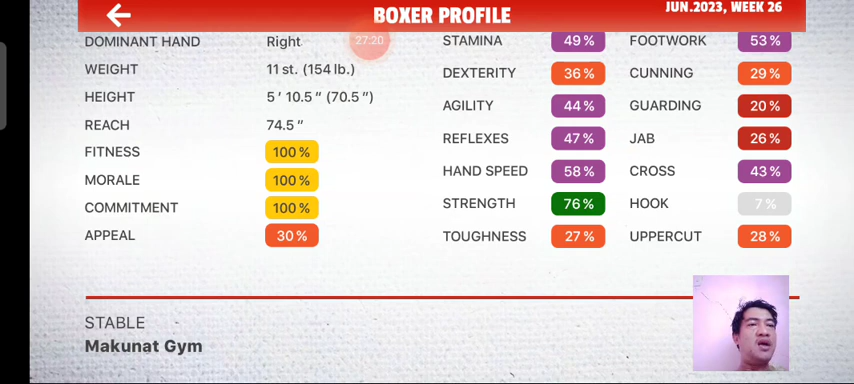 BOXER PROFILE
JUN.2023, WEEK 26
DOMINANT HAND Right 27:20 STAMINA 49% FOOTWORK 53%
WEIGHT 11 st. (154 lb.) DEXTERITY 36% CUNNING 29%
HEIGHT 5 ' 10.5 " (70.5 ") AGILITY 44% GUARDING 20%
REACH 74.5 " REFLEXES 47% JAB 26%
FITNESS 100% HAND SPEED 58% CROSS 43%
MORALE 100% STRENGTH 76% HOOK 7%
COMMITMENT 100% TOUGHNESS 27% UPPERCUT 28%
APPEAL 30%
STABLE
Makunat Gym